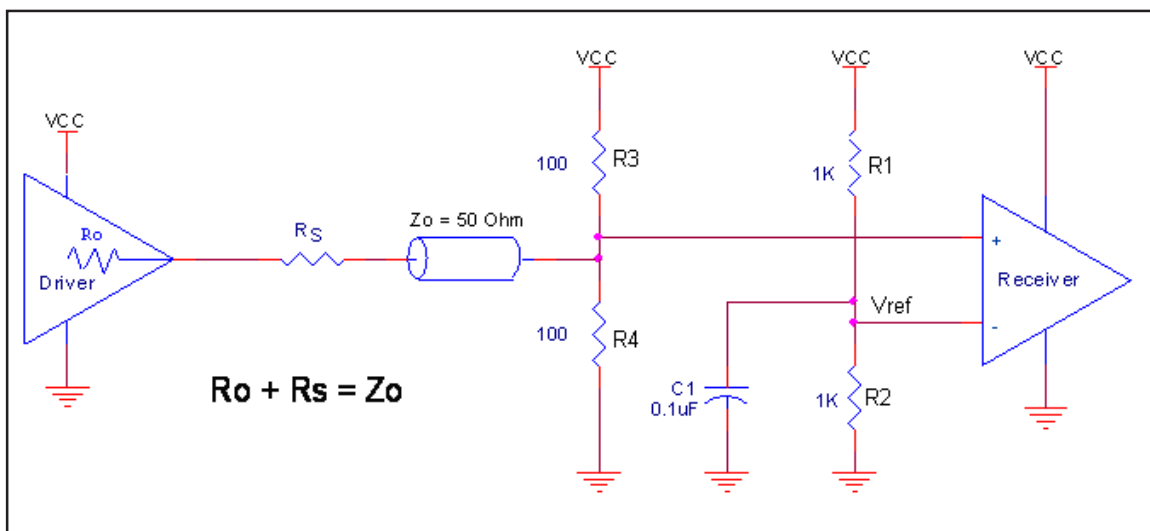 VCC
VCC
VCC
VCC
100
R3
1K
R1
Ro
Driver
RS
Zo = 50 Ohm
+
Receiver
Vref
-
100
R4
C1
0.1uF
1K
R2
Ro + Rs = Zo